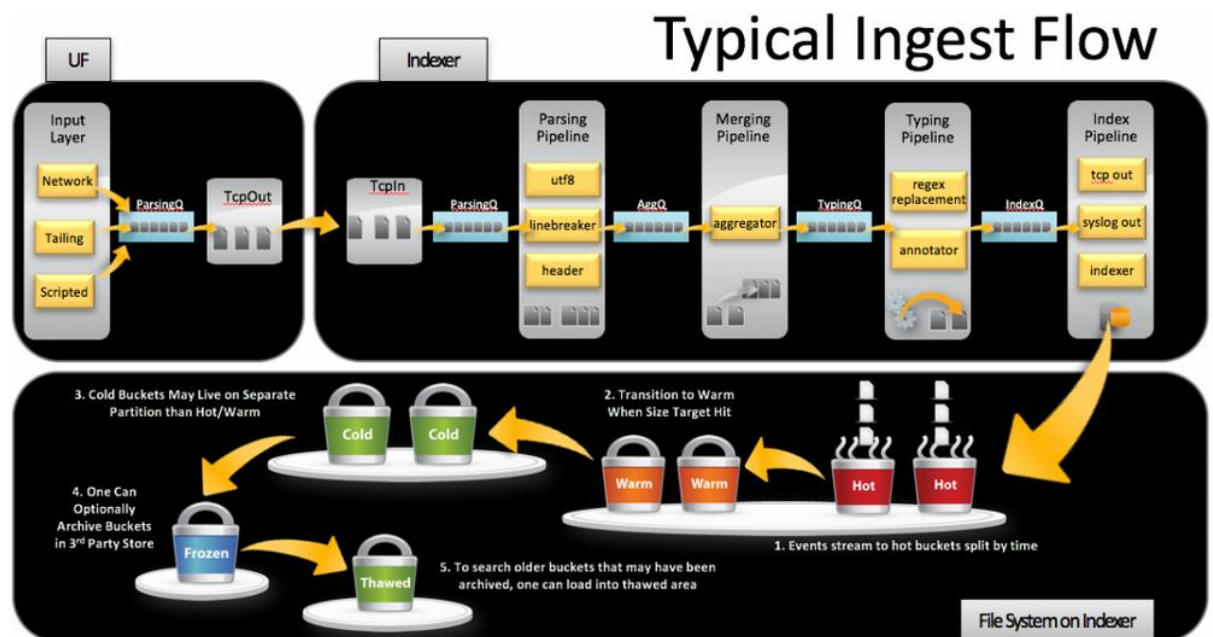 Typical Ingest Flow
UF
Indexer
Input
Layer
Network
Tailing
Scripted
ParsingQ
TcpOut
TcpIn
ParsingQ
Parsing
Pipeline
utf8
linebreaker
header
AggQ
Merging
Pipeline
aggregator
TypingQ
Typing
Pipeline
regex
replacement
annotator
IndexQ
Index
Pipeline
tcp out
syslog out
indexer
3. Cold Buckets May Live on Separate
Partition than Hot/Warm
Cold
Cold
2. Transition to Warm
When Size Target Hit
Warm
Warm
Hot
Hot
1. Events stream to hot buckets split by time
4. One Can
Optionally
Archive Buckets
in 3rd Party Store
Frozen
Thawed
5. To search older buckets that may have been
archived, one can load into thawed area
File System on Indexer